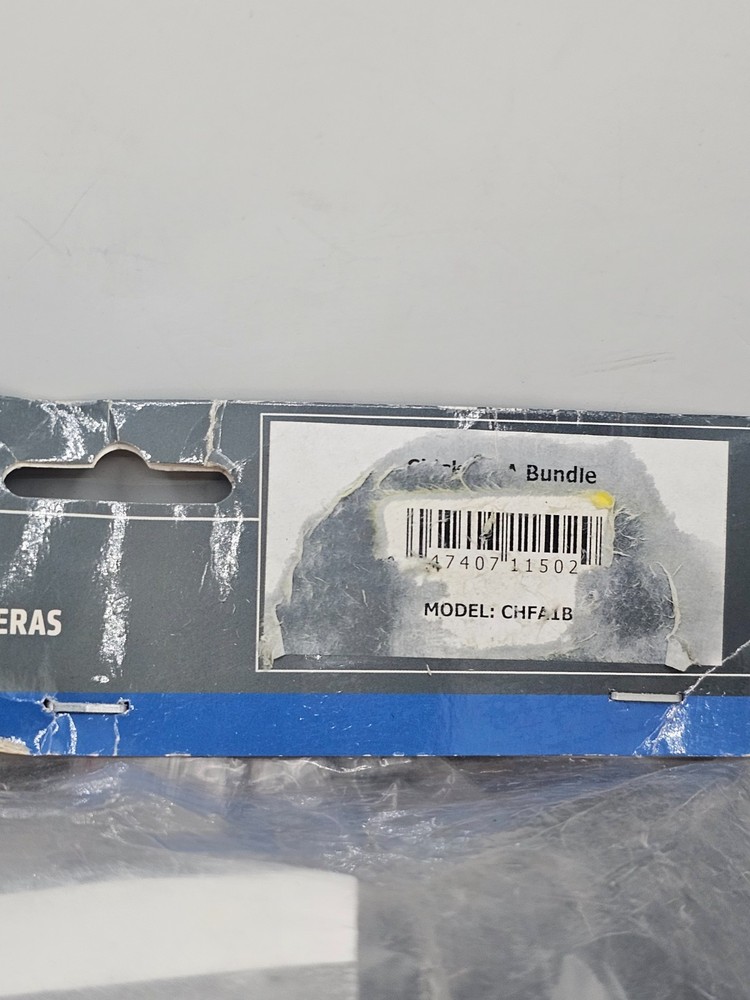 A Bundle
47407 11502
MODEL: CHFA1B
ERAS